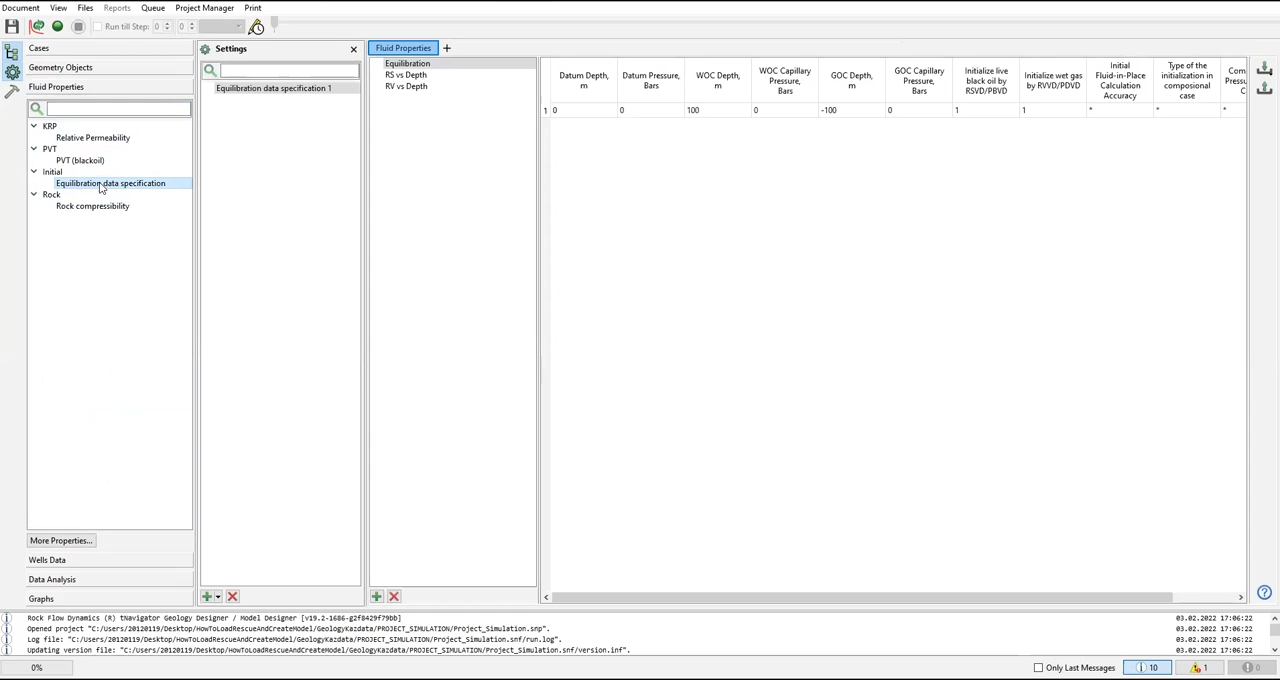 Document View Files Reports Queue Project Manager Print
Run till Step: 0 0
Cases
Geometry Objects
Fluid Properties
KRP
Relative Permeability
PVT
PVT (blackoil)
Initial
Equilibration data specification
Rock
Rock compressibility
More Properties...
Wells Data
Data Analysis
Graphs
Settings
Equilibration data specification 1
Fluid Properties +
Equilibration
RS vs Depth
RV vs Depth
Datum Depth, m
Datum Pressure, Bars
WOC Depth, m
WOC Capillary Pressure, Bars
GOC Depth, m
GOC Capillary Pressure, Bars
Initialize live black oil by RSVD/PBVD
Initialize wet gas by RVVD/PDVD
Initial Fluid-in-Place Calculation Accuracy
Type of the initialization in composional case
Com
Pressu
C
1 0 0 100 0 -100 0 1 1 * * *
Rock Flow Dynamics (R) tNavigator Geology Designer / Model Designer [v19.2-1686-g2f8429f79bb] 03.02.2022 17:06:22
Opened project "C:/Users/20120119/Desktop/HowToLoadRescueAndCreateModel/GeologyKazdata/PROJECT_SIMULATION/Project_Simulation.snp". 03.02.2022 17:06:22
Log file: "C:/Users/20120119/Desktop/HowToLoadRescueAndCreateModel/GeologyKazdata/PROJECT_SIMULATION/Project_Simulation.snf/run.log". 03.02.2022 17:06:22
Updating version file: "C:/Users/20120119/Desktop/HowToLoadRescueAndCreateModel/GeologyKazdata/PROJECT_SIMULATION/Project_Simulation.snf/version.inf". 03.02.2022 17:06:22
0% Only Last Messages 10 1 0